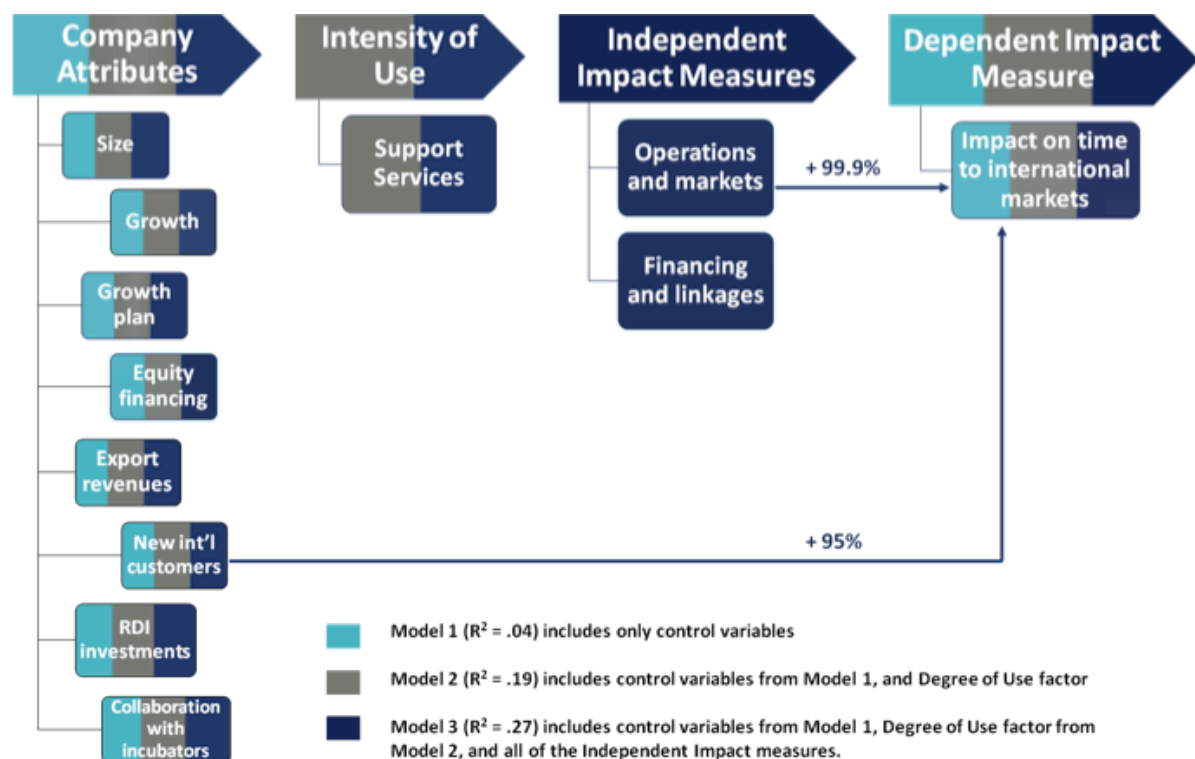 Company
Attributes
Intensity of
Use
Independent
Impact Measures
Dependent Impact
Measure
Size
Growth
Growth
plan
Equity
financing
Export
revenues
New int'l
customers
RDI
investments
Collaboration
with
incubators
Support
Services
Operations
and markets
Financing
and linkages
+ 99.9%
Impact on time
to international
markets
+ 95%
Model 1 (R² = .04) includes only control variables
Model 2 (R² = .19) includes control variables from Model 1, and Degree of Use factor
Model 3 (R² = .27) includes control variables from Model 1, Degree of Use factor from
Model 2, and all of the Independent Impact measures.